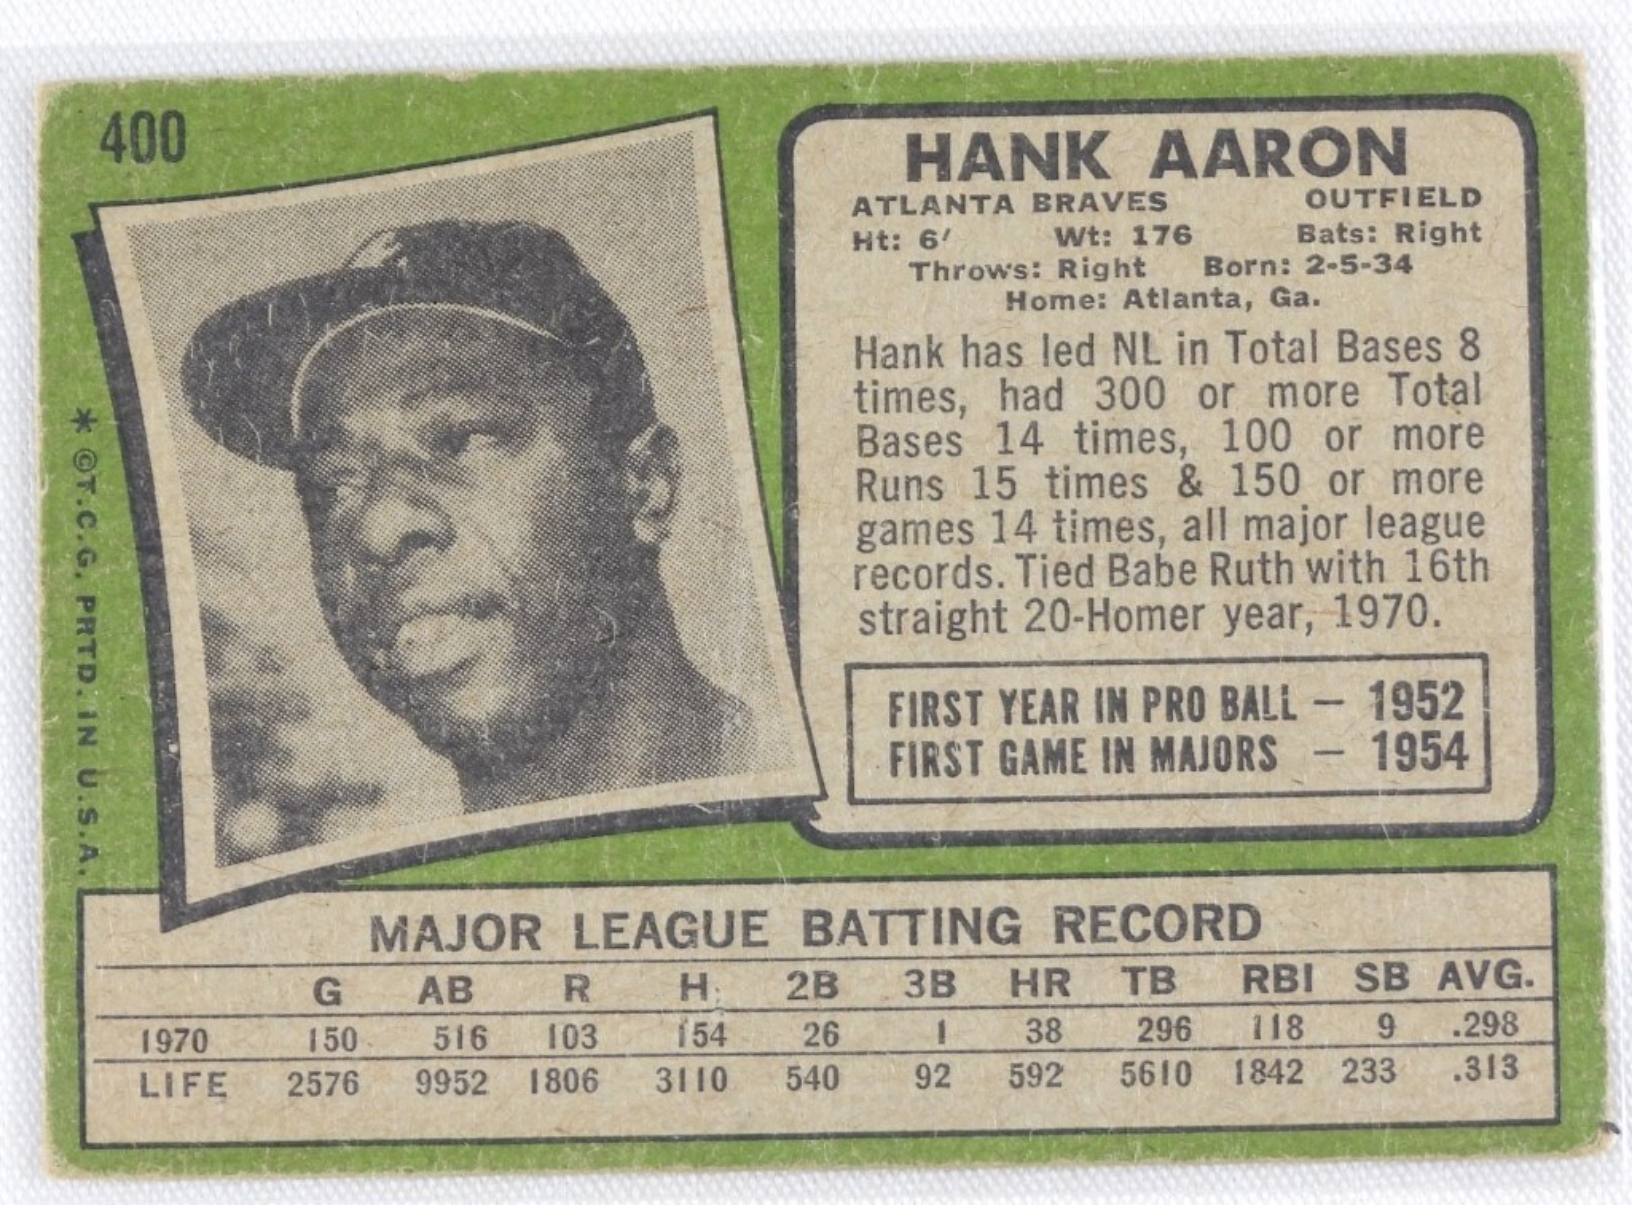 400
HANK AARON
ATLANTA BRAVES OUTFIELD
Ht: 6' Wt: 176 Bats: Right
Throws: Right Born: 2-5-34
Home: Atlanta, Ga.
Hank has led NL in Total Bases 8
times, had 300 or more Total
Bases 14 times, 100 or more
Runs 15 times & 150 or more
games 14 times, all major league
records. Tied Babe Ruth with 16th
straight 20-Homer year, 1970.
FIRST YEAR IN PRO BALL – 1952
FIRST GAME IN MAJORS – 1954
* ©T.C.G. PRTD. IN U.S.A.
MAJOR LEAGUE BATTING RECORD
G AB R H 2B 3B HR TB RBI SB AVG.
1970 150 516 103 154 26 1 38 296 118 9 .298
LIFE 2576 9952 1806 3110 540 92 592 5610 1842 233 .313